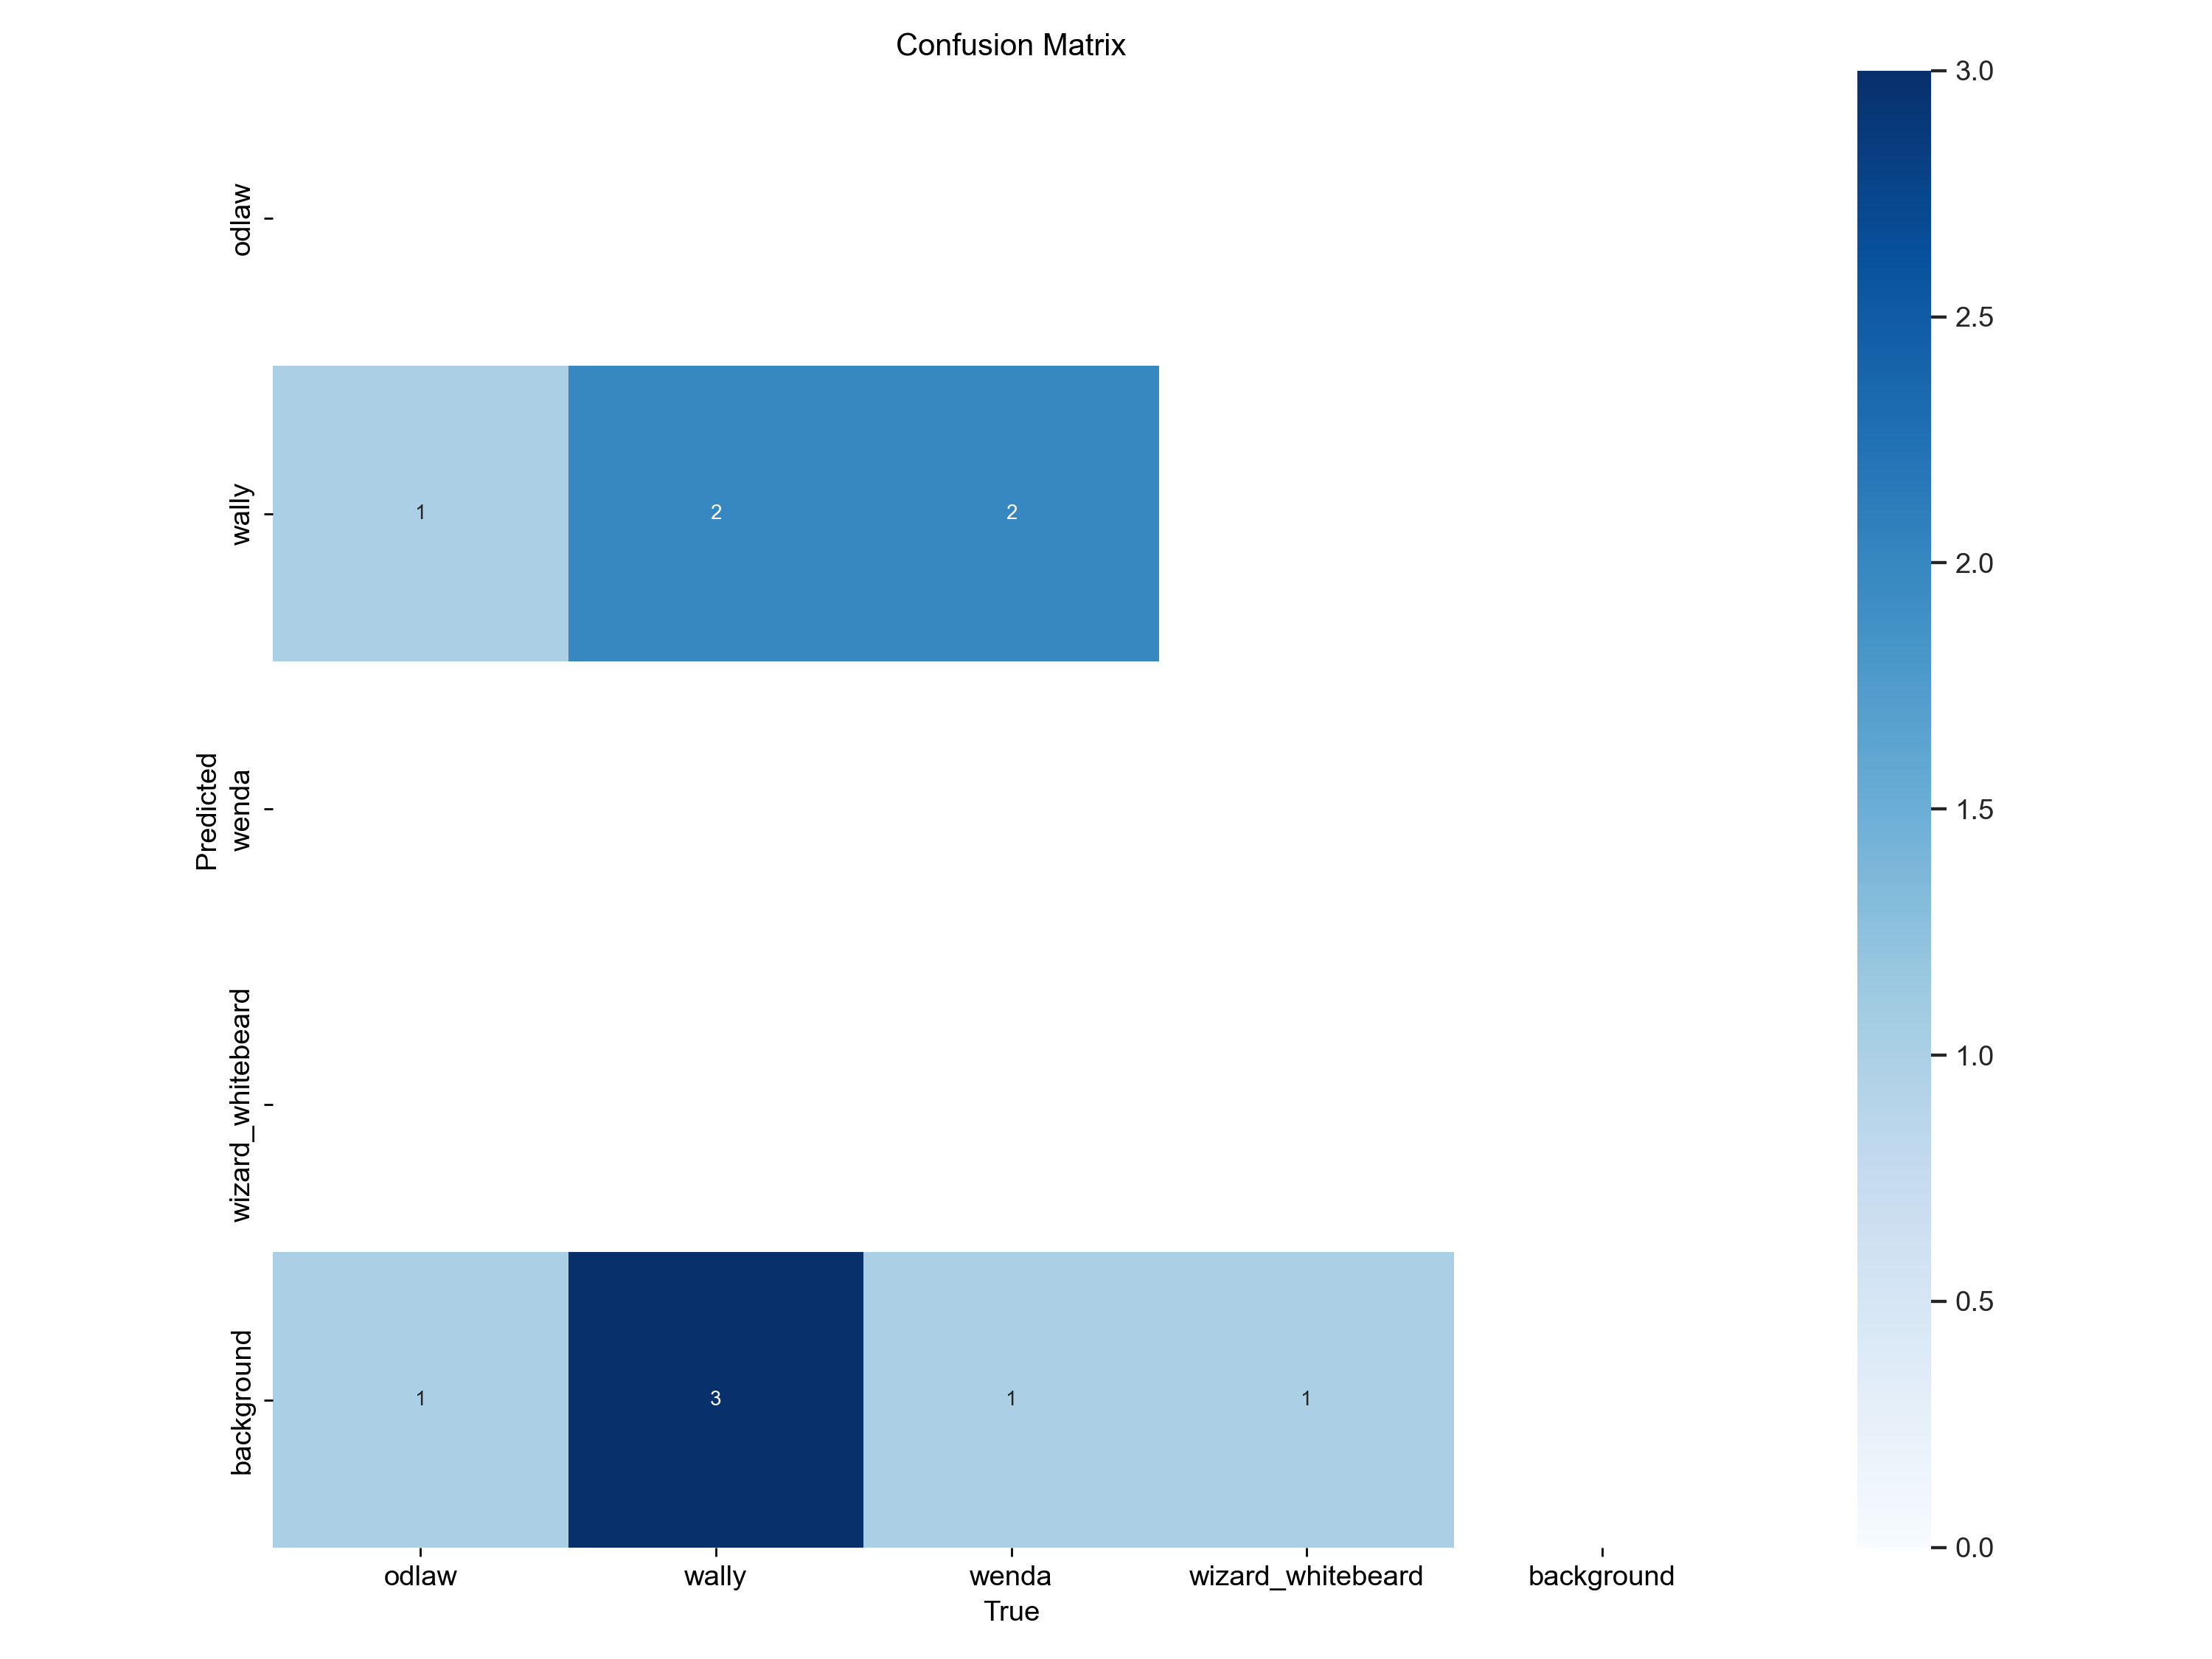 Confusion Matrix
odlaw
wally
wenda
wizard_whitebeard
background
Predicted
1
2
2
1
3
1
1
odlaw
wally
wenda
wizard_whitebeard
background
True
3.0
2.5
2.0
1.5
1.0
0.5
0.0